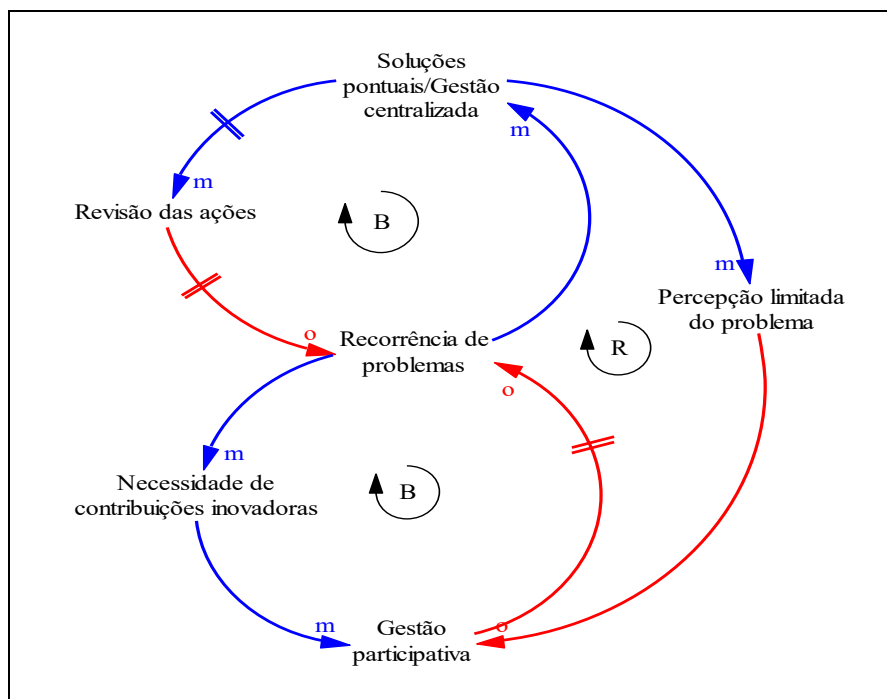 Soluções
pontuais/Gestão
centralizada
m
m
Revisão das ações
B
m
Percepção limitada
do problema
o
Recorrência de
problemas
R
o
m
Necessidade de
contribuições inovadoras
B
m
Gestão
participativa
o